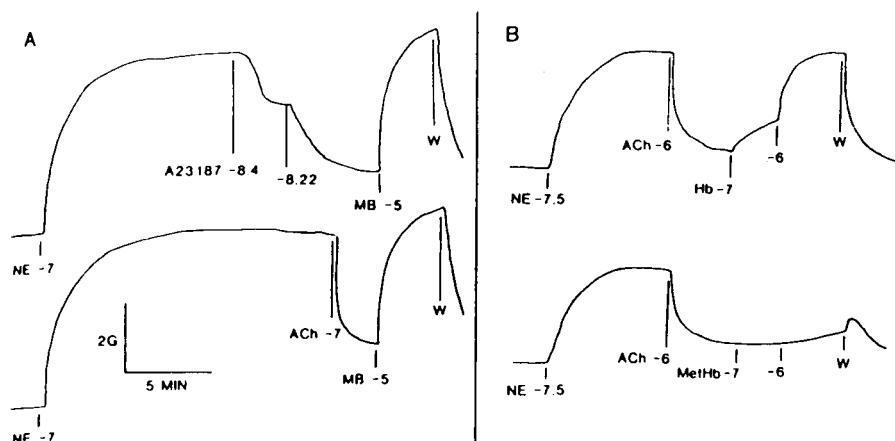 A
A23187 -8.4
-8.22
MB -5
W
NE -7
2G
5 MIN
ACh -7
MB -5
W
NE -7
B
ACh -6
Hb -7
-6
W
NE -7.5
ACh -6
MetHb -7
-6
W
NE -7.5